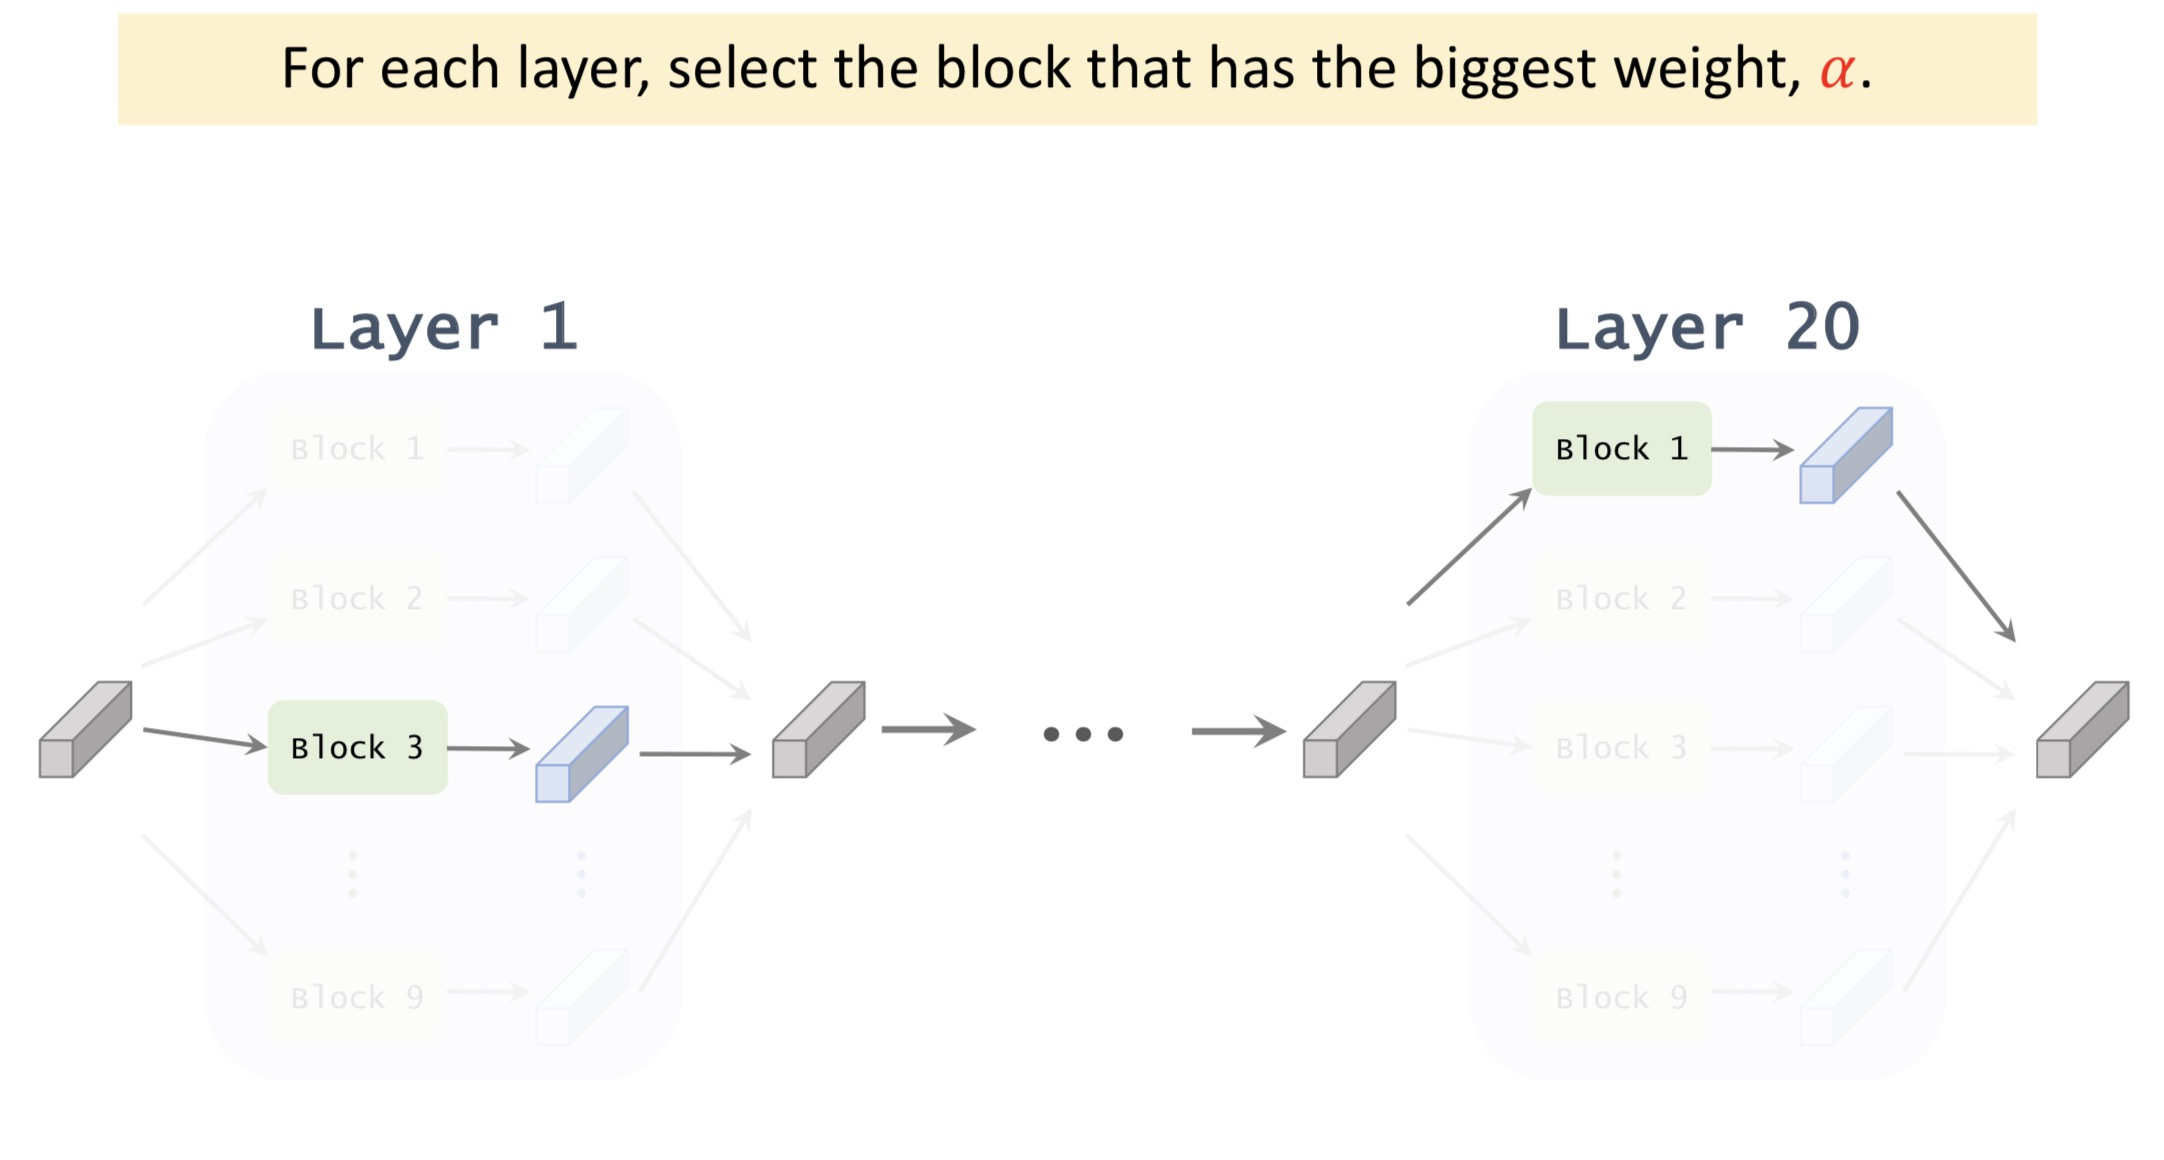 For each layer, select the block that has the biggest weight, α.
Layer 1
Block 1
Block 2
Block 3
Block 9
...
Layer 20
Block 1
Block 2
Block 3
Block 9